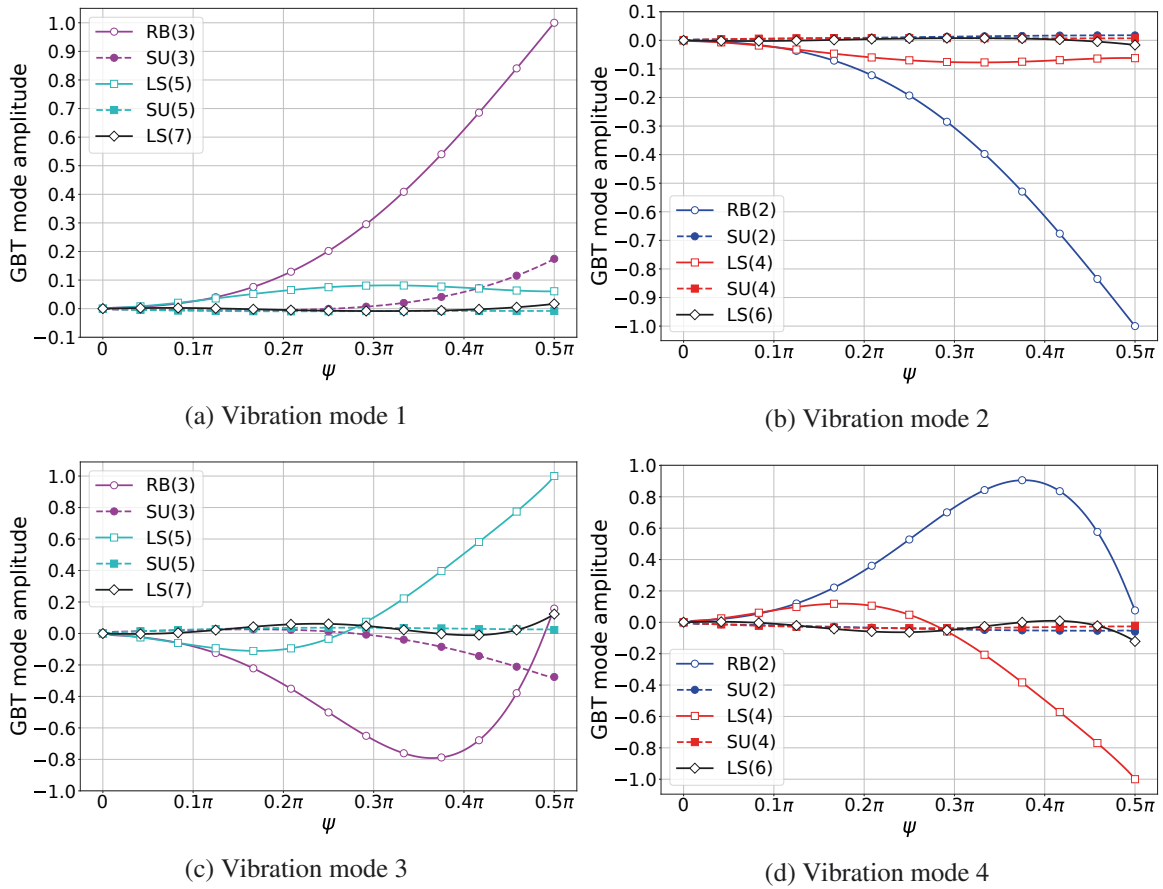 GBT mode amplitude
1.0
0.9
0.8
0.7
0.6
0.5
0.4
0.3
0.2
0.1
0.0
−0.1
RB(3)
SU(3)
LS(5)
SU(5)
LS(7)
0 0.1π 0.2π 0.3π 0.4π 0.5π
ψ
(a) Vibration mode 1
GBT mode amplitude
0.1
0.0
−0.1
−0.2
−0.3
−0.4
−0.5
−0.6
−0.7
−0.8
−0.9
−1.0
RB(2)
SU(2)
LS(4)
SU(4)
LS(6)
0 0.1π 0.2π 0.3π 0.4π 0.5π
ψ
(b) Vibration mode 2
GBT mode amplitude
1.0
0.8
0.6
0.4
0.2
0.0
−0.2
−0.4
−0.6
−0.8
−1.0
RB(3)
SU(3)
LS(5)
SU(5)
LS(7)
0 0.1π 0.2π 0.3π 0.4π 0.5π
ψ
(c) Vibration mode 3
GBT mode amplitude
1.0
0.8
0.6
0.4
0.2
0.0
−0.2
−0.4
−0.6
−0.8
−1.0
RB(2)
SU(2)
LS(4)
SU(4)
LS(6)
0 0.1π 0.2π 0.3π 0.4π 0.5π
ψ
(d) Vibration mode 4